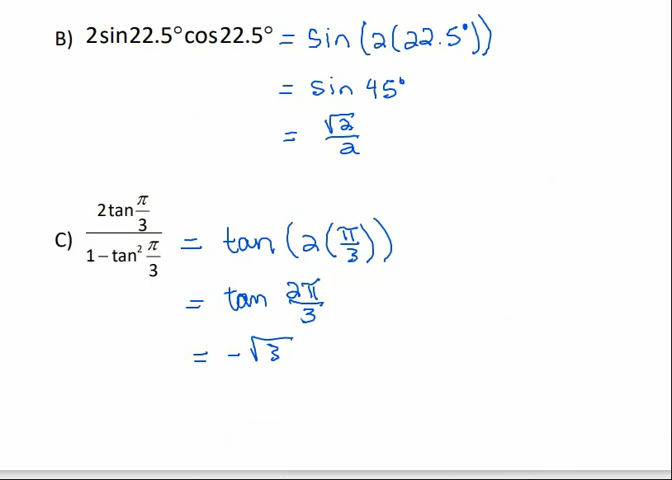 B) 2sin22.5°cos22.5° = sin(2(22.5°))
= sin 45°
= √2/2
C) 2tan π/3 / 1−tan² π/3 = tan(2(π/3))
= tan 2π/3
= -√3